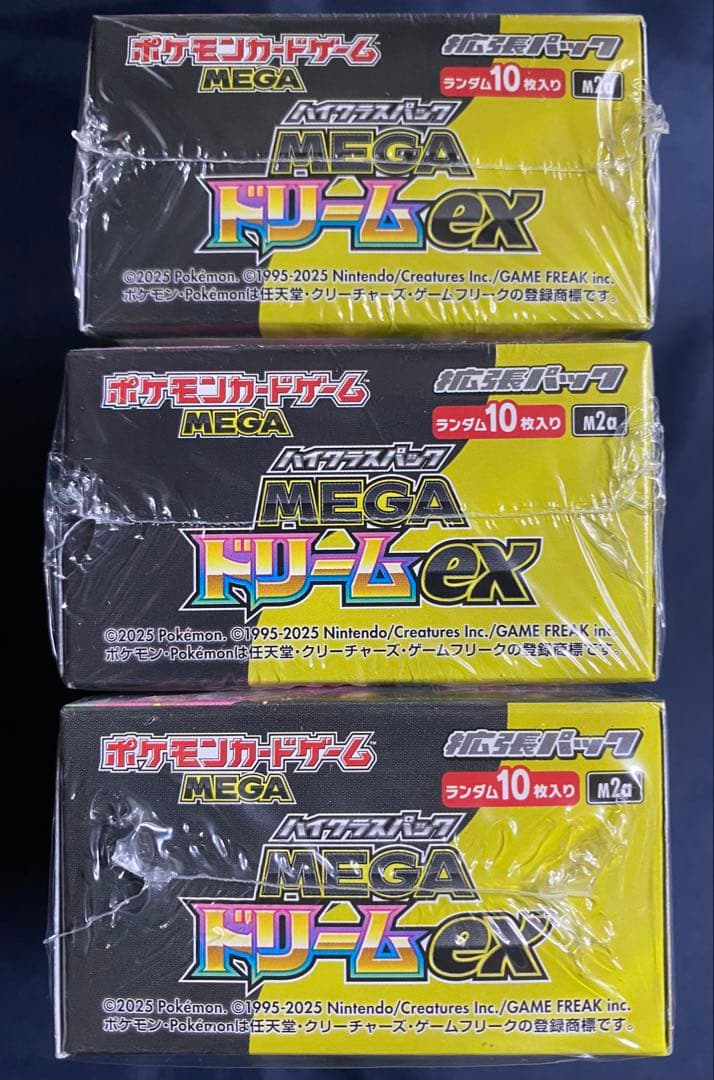 ポケモンカードゲーム
MEGA
拡張パック
ランダム10枚入り M2a
ハイクラスパック
MEGA
ドリームex
©2025 Pokémon. ©1995-2025 Nintendo/Creatures Inc./GAME FREAK inc.
ポケモン・Pokémonは任天堂・クリーチャーズ・ゲームフリークの登録商標です。
ポケモンカードゲーム
MEGA
拡張パック
ランダム10枚入り M2a
ハイクラスパック
MEGA
ドリームex
©2025 Pokémon. ©1995-2025 Nintendo/Creatures Inc./GAME FREAK inc.
ポケモン・Pokémonは任天堂・クリーチャーズ・ゲームフリークの登録商標です。
ポケモンカードゲーム
MEGA
拡張パック
ランダム10枚入り M2a
ハイクラスパック
MEGA
ドリームex
©2025 Pokémon. ©1995-2025 Nintendo/Creatures Inc./GAME FREAK inc.
ポケモン・Pokémonは任天堂・クリーチャーズ・ゲームフリークの登録商標です。